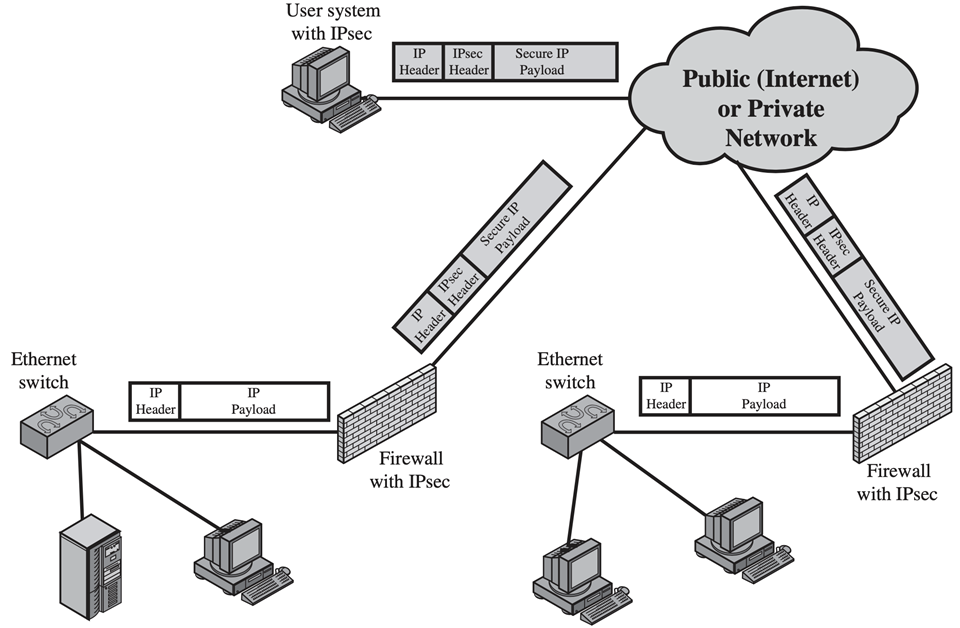 User system
with IPsec
IP
Header
IPsec
Header
Secure IP
Payload
Public (Internet)
or Private
Network
IP
Header
IPsec
Header
Secure IP
Payload
IP
Header
IPsec
Header
Secure IP
Payload
Ethernet
switch
IP
Header
IP
Payload
Firewall
with IPsec
Ethernet
switch
IP
Header
IP
Payload
Firewall
with IPsec